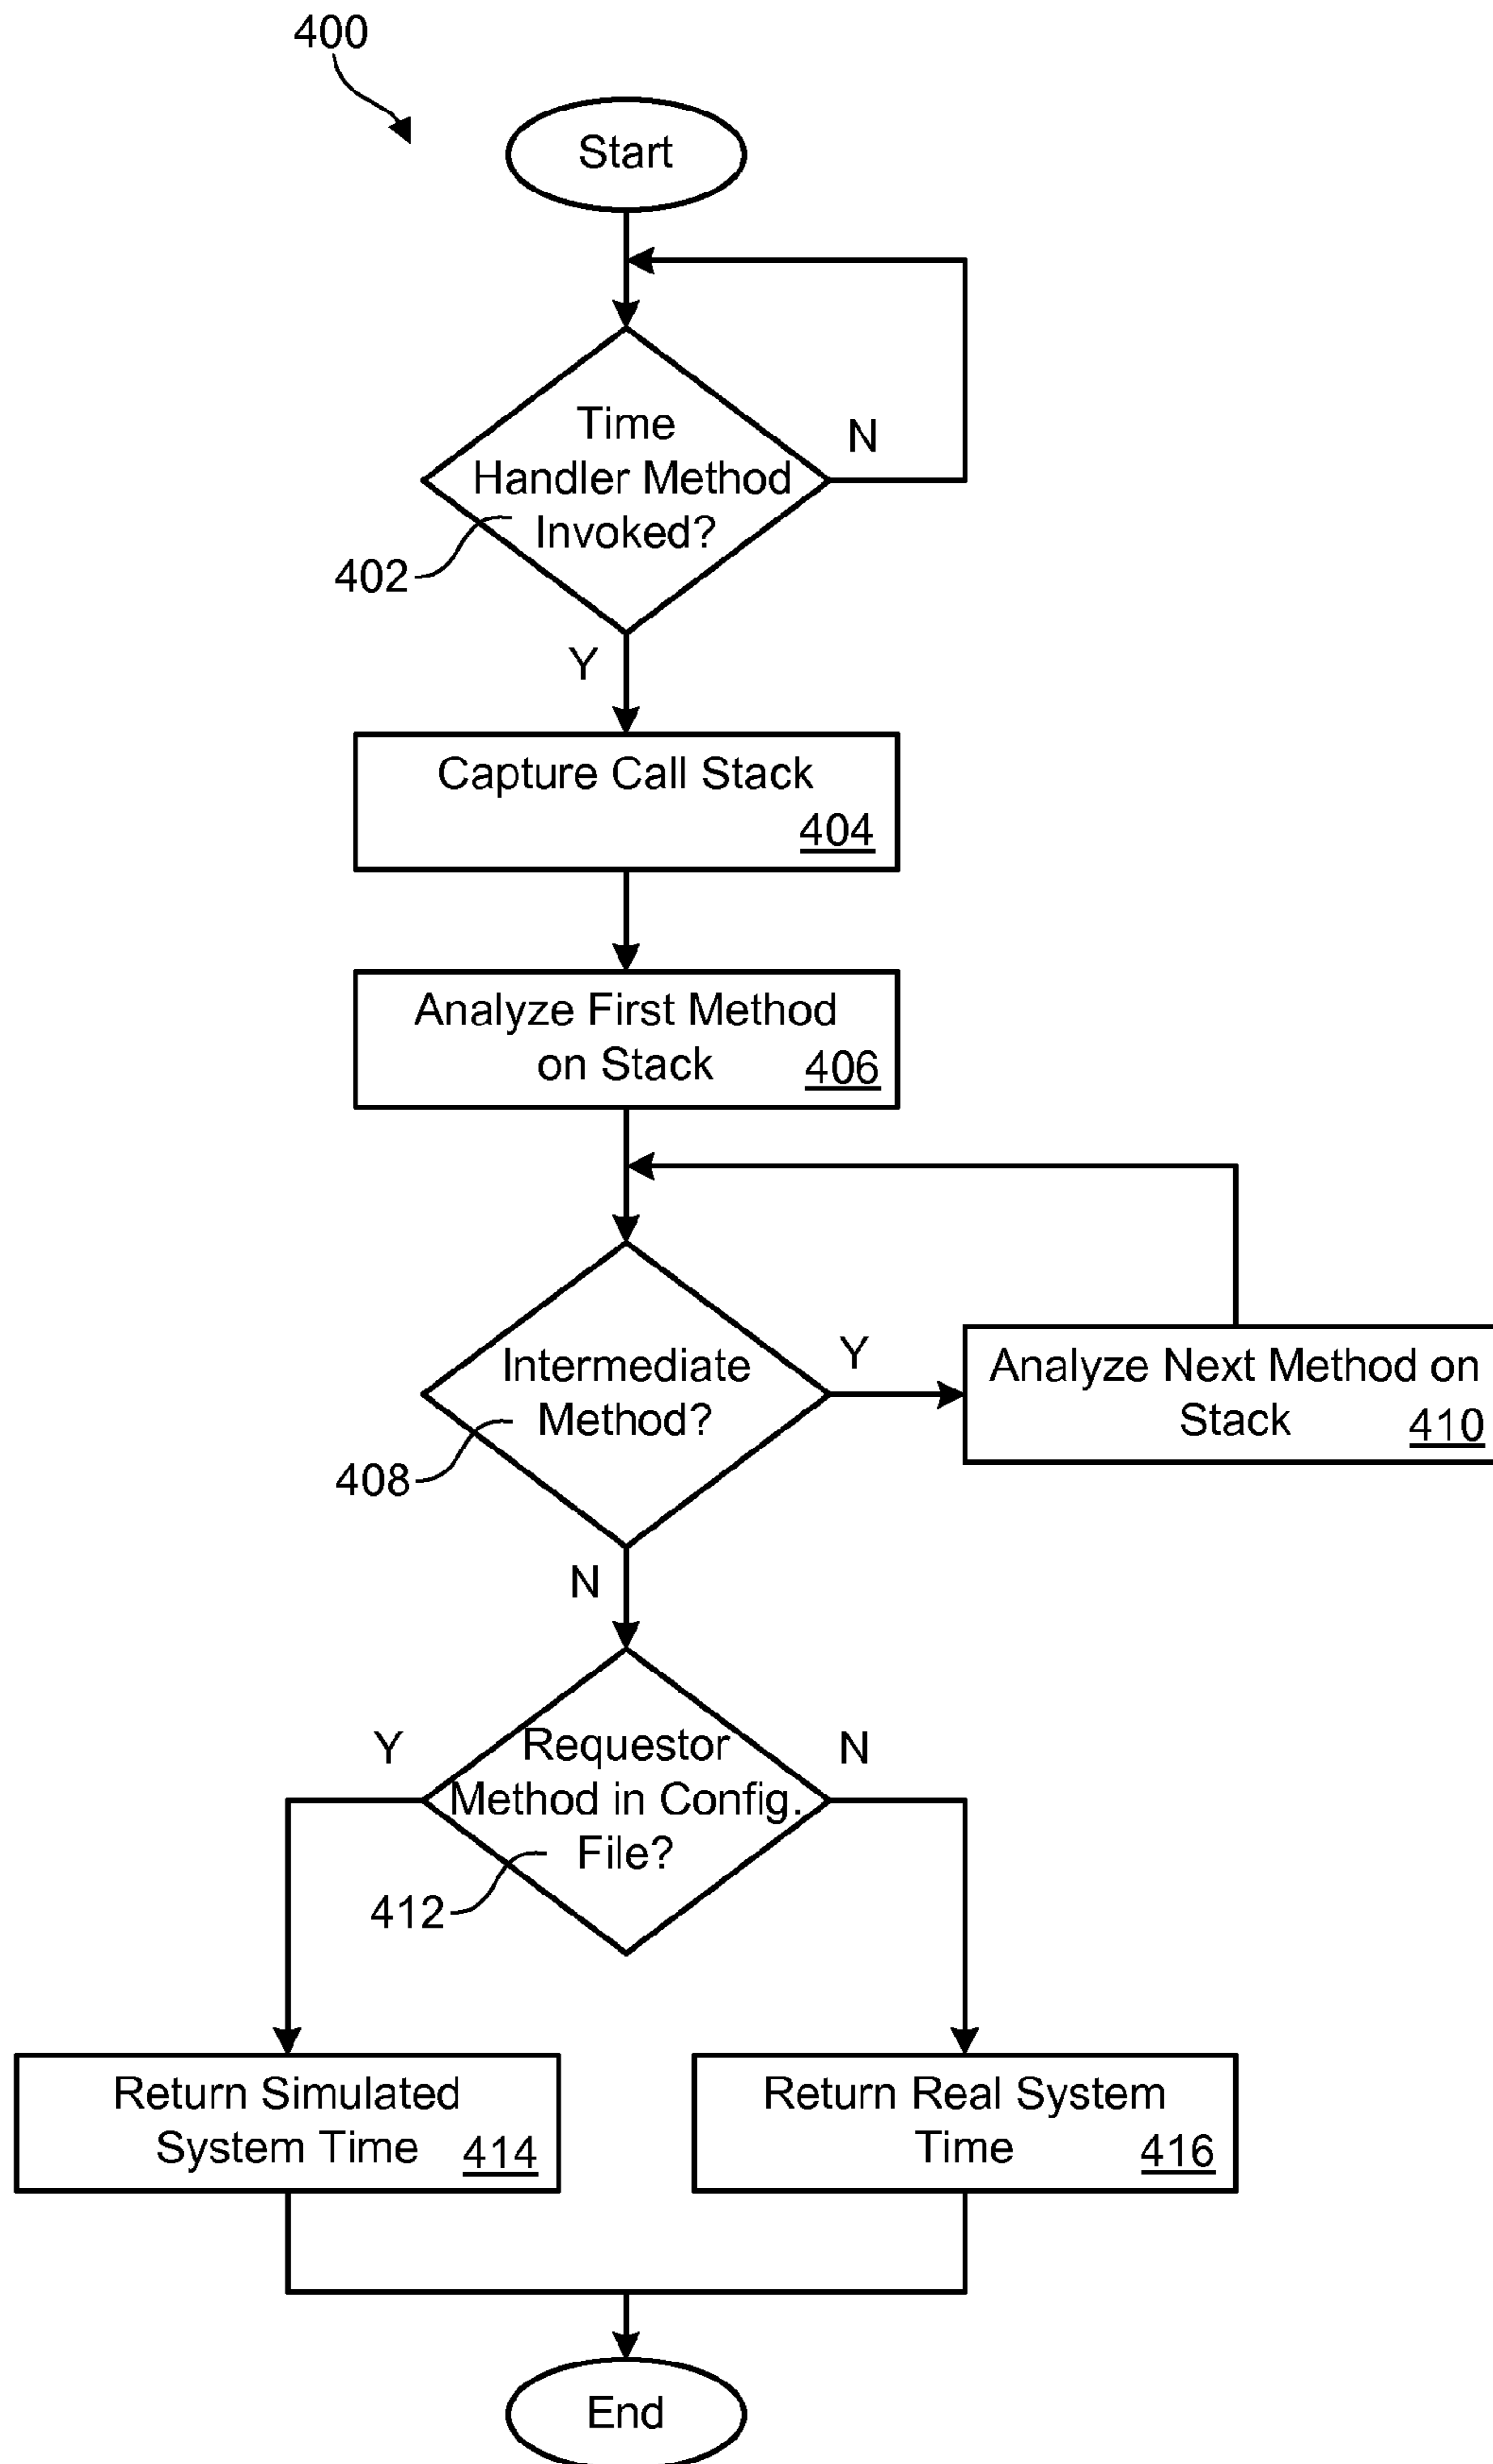 400
Start
Time
Handler Method
Invoked?
N
402
Y
Capture Call Stack
404
Analyze First Method
on Stack 406
Intermediate
Method?
Y
408
Analyze Next Method on
Stack 410
N
Requestor
Method in Config.
File?
Y
N
412
Return Simulated
System Time 414
Return Real System
Time 416
End